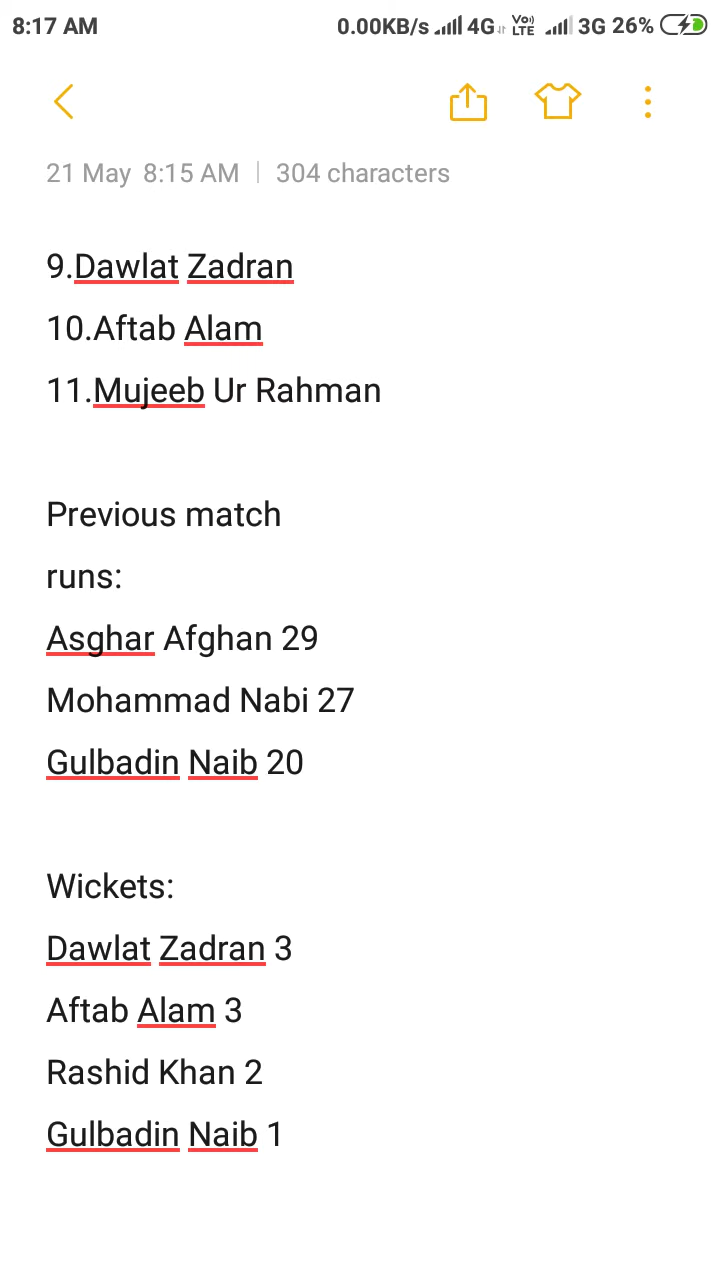 8:17 AM 0.00KB/s 4G Vo)) LTE 3G 26%
21 May 8:15 AM | 304 characters
9.Dawlat Zadran
10.Aftab Alam
11.Mujeeb Ur Rahman
Previous match
runs:
Asghar Afghan 29
Mohammad Nabi 27
Gulbadin Naib 20
Wickets:
Dawlat Zadran 3
Aftab Alam 3
Rashid Khan 2
Gulbadin Naib 1